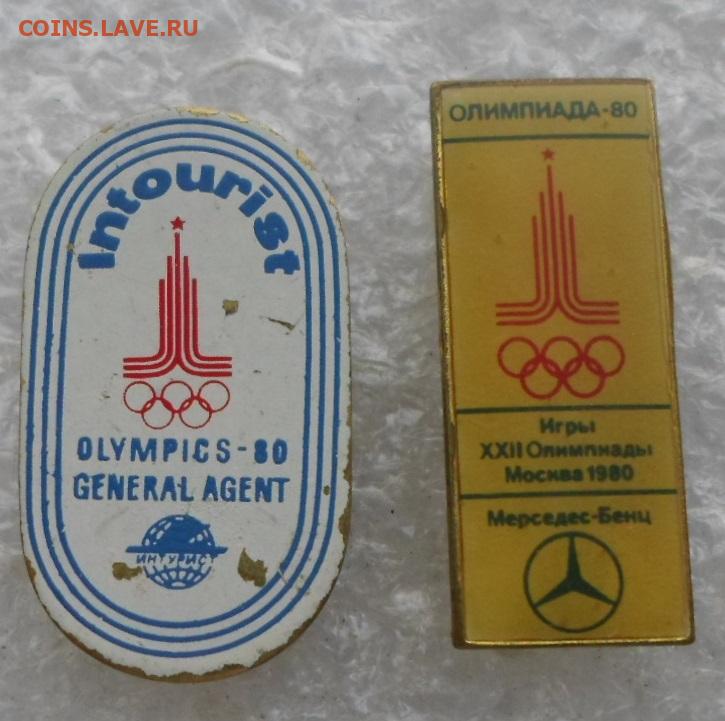 COINS.LAVE.RU
Intourist
OLYMPICS-80
GENERAL AGENT
ИНТУРИСТ
ОЛИМПИАДА-80
Игры
XXII Олимпиады
Москва 1980
Мерседес-Бенц